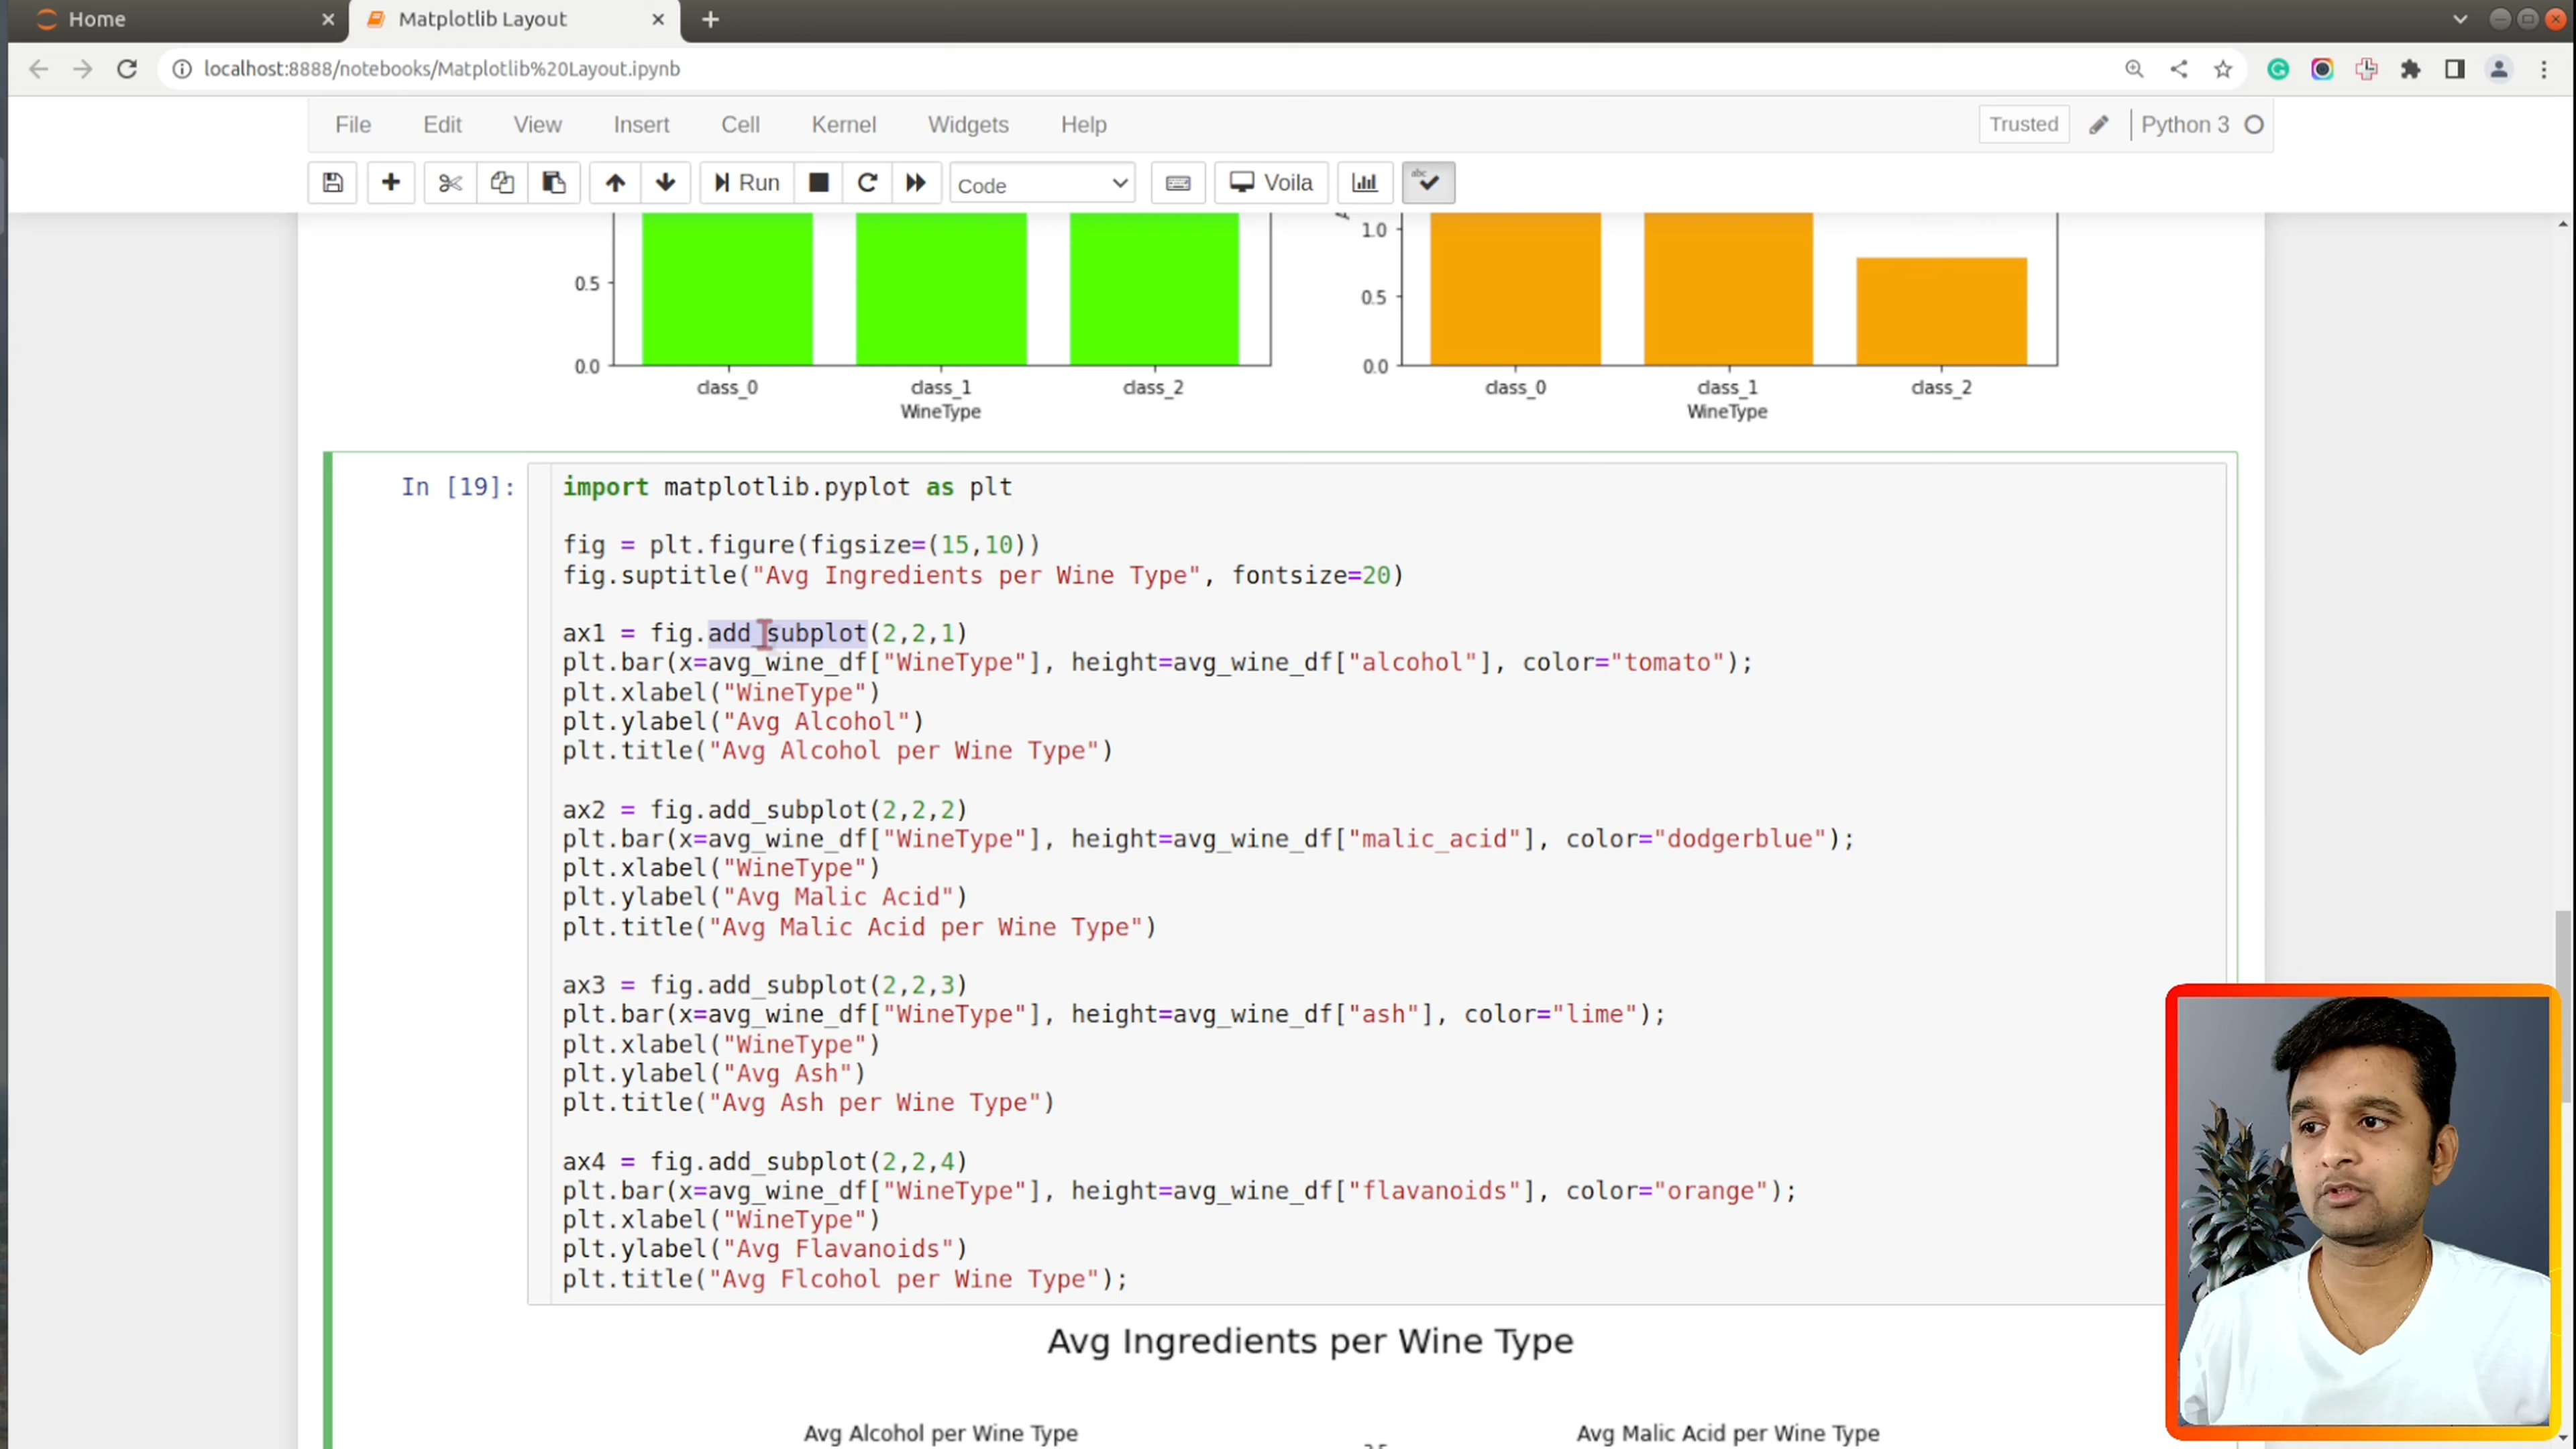 Home
Matplotlib Layout
localhost:8888/notebooks/Matplotlib%20Layout.ipynb
File Edit View Insert Cell Kernel Widgets Help
Trusted Python 3
Run Code Voila abc
0.5
0.0
class_0 class_1 class_2
WineType
1.0
0.5
0.0
class_0 class_1 class_2
WineType
In [19]:
import matplotlib.pyplot as plt
fig = plt.figure(figsize=(15,10))
fig.suptitle("Avg Ingredients per Wine Type", fontsize=20)
ax1 = fig.add_subplot(2,2,1)
plt.bar(x=avg_wine_df["WineType"], height=avg_wine_df["alcohol"], color="tomato");
plt.xlabel("WineType")
plt.ylabel("Avg Alcohol")
plt.title("Avg Alcohol per Wine Type")
ax2 = fig.add_subplot(2,2,2)
plt.bar(x=avg_wine_df["WineType"], height=avg_wine_df["malic_acid"], color="dodgerblue");
plt.xlabel("WineType")
plt.ylabel("Avg Malic Acid")
plt.title("Avg Malic Acid per Wine Type")
ax3 = fig.add_subplot(2,2,3)
plt.bar(x=avg_wine_df["WineType"], height=avg_wine_df["ash"], color="lime");
plt.xlabel("WineType")
plt.ylabel("Avg Ash")
plt.title("Avg Ash per Wine Type")
ax4 = fig.add_subplot(2,2,4)
plt.bar(x=avg_wine_df["WineType"], height=avg_wine_df["flavanoids"], color="orange");
plt.xlabel("WineType")
plt.ylabel("Avg Flavanoids")
plt.title("Avg Flcohol per Wine Type");
Avg Ingredients per Wine Type
Avg Alcohol per Wine Type
Avg Malic Acid per Wine Type